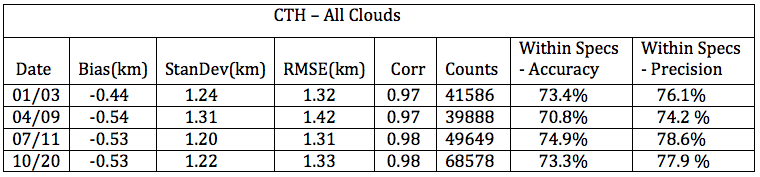 CTH – All Clouds
Date Bias(km) StanDev(km) RMSE(km) Corr Counts Within Specs - Accuracy Within Specs - Precision
01/03 -0.44 1.24 1.32 0.97 41586 73.4% 76.1%
04/09 -0.54 1.31 1.42 0.97 39888 70.8% 74.2 %
07/11 -0.53 1.20 1.31 0.98 49649 74.9% 78.6%
10/20 -0.53 1.22 1.33 0.98 68578 73.3% 77.9 %